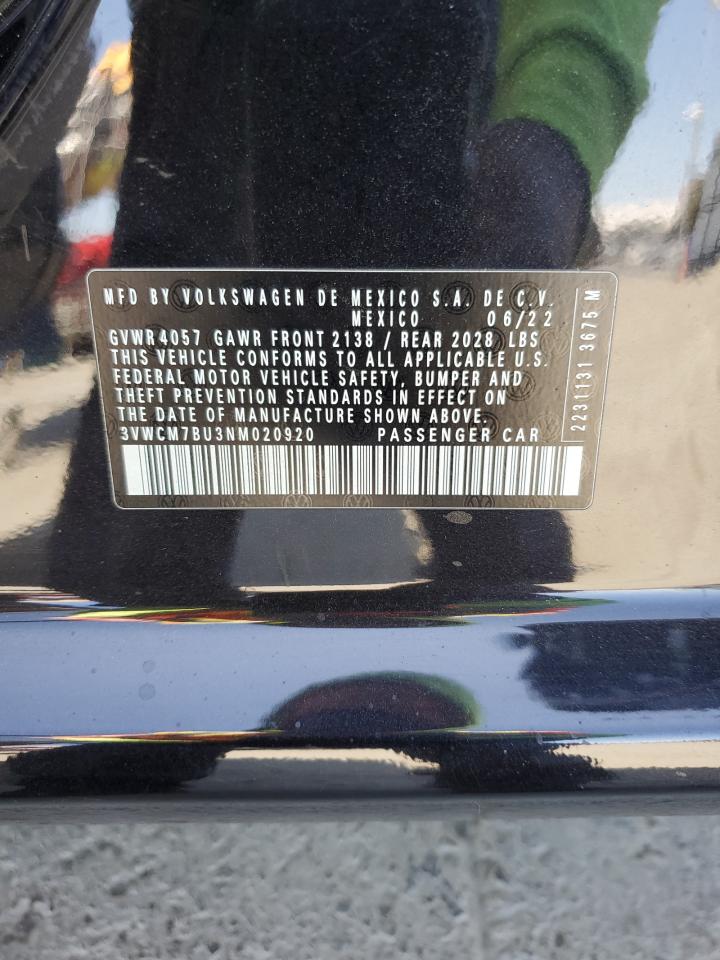 MFD BY VOLKSWAGEN DE MEXICO S.A. DE C.V.
MEXICO 06/22
GVWR4057 GAWR FRONT 2138 / REAR 2028 LBS
THIS VEHICLE CONFORMS TO ALL APPLICABLE U.S.
FEDERAL MOTOR VEHICLE SAFETY, BUMPER AND
THEFT PREVENTION STANDARDS IN EFFECT ON
THE DATE OF MANUFACTURE SHOWN ABOVE.
3VWCM7BU3NM020920 PASSENGER CAR
2231131 3675 M